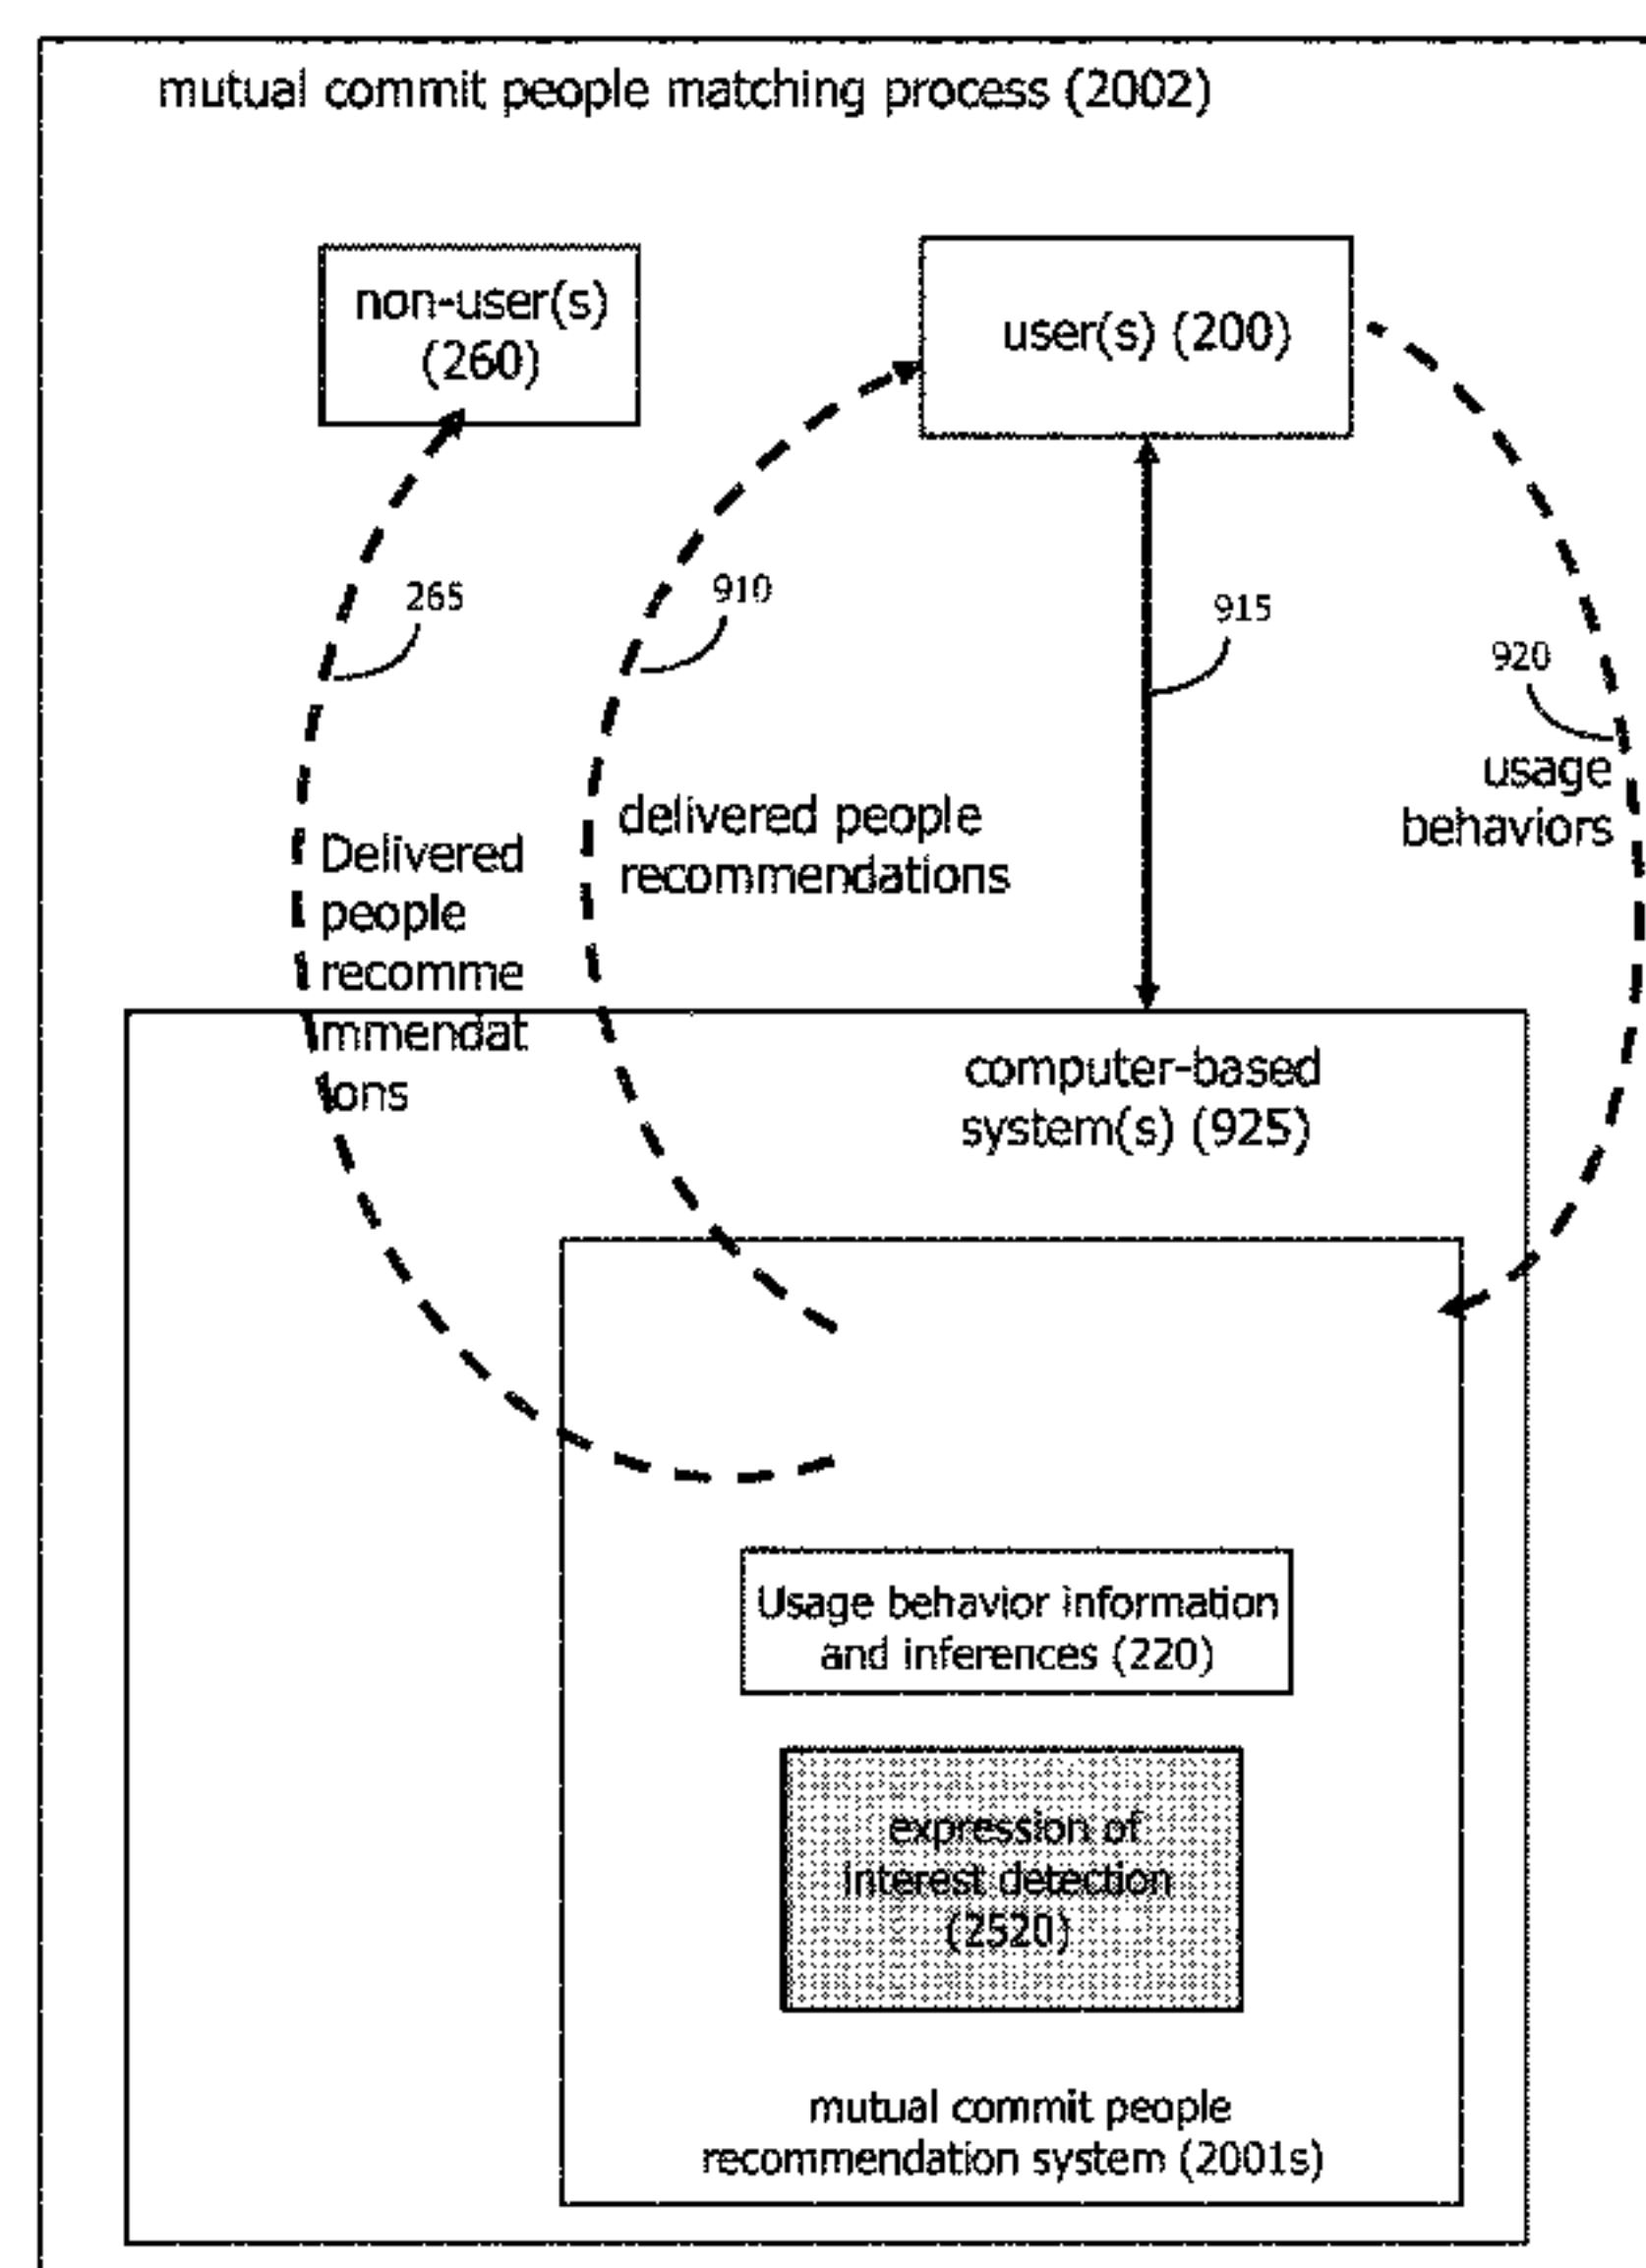 mutual commit people matching process (2002)
non-user(s)
(260)
user(s) (200)
265
910
915
920
usage
behaviors
delivered people
recommendations
Delivered
people
recomme
mmendat
ions
computer-based
system(s) (925)
Usage behavior information
and inferences (220)
expression of
interest detection
(2520)
mutual commit people
recommendation system (2001s)